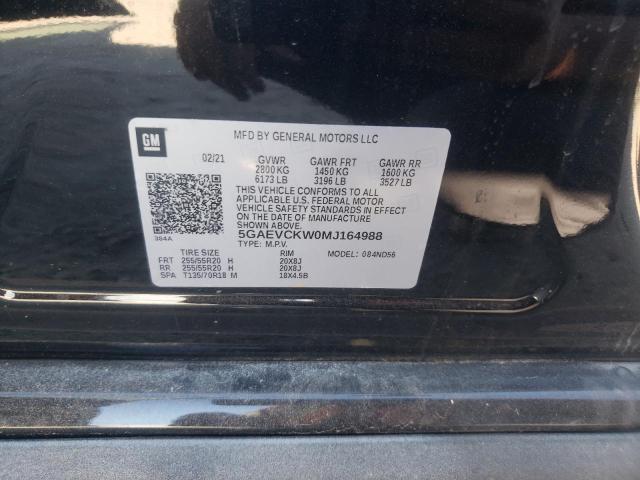 GM
MFD BY GENERAL MOTORS LLC
02/21 GVWR GAWR FRT GAWR RR
2800 KG 1450 KG 1600 KG
6173 LB 3196 LB 3527 LB
THIS VEHICLE CONFORMS TO ALL
APPLICABLE U.S. FEDERAL MOTOR
VEHICLE SAFETY STANDARDS IN EFFECT
ON THE DATE OF MANUFACTURE
SHOWN ABOVE.
384A 5GAEVCKW0MJ164988
TYPE: M.P.V. MODEL: 084ND56
TIRE SIZE RIM
FRT 255/55R20 H 20X8J
RR 255/55R20 H 20X8J
SPA T135/70R18 M 18X4.5B